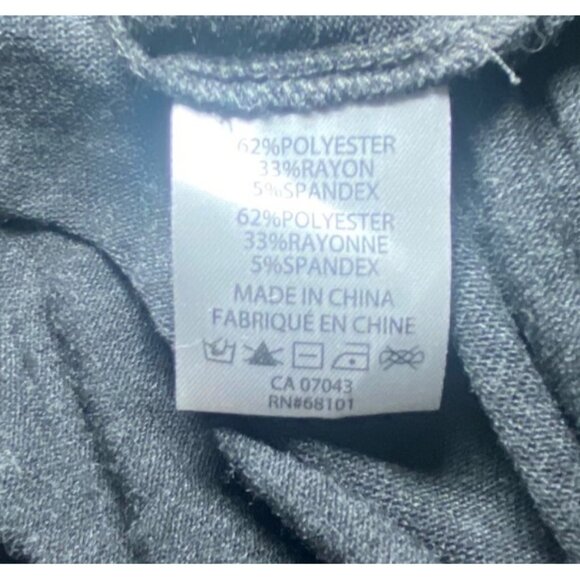 62%POLYESTER
33%RAYON
5%SPANDEX
62%POLYESTER
33%RAYONNE
5%SPANDEX
MADE IN CHINA
FABRIQUÉ EN CHINE
CA 07043
RN#68101